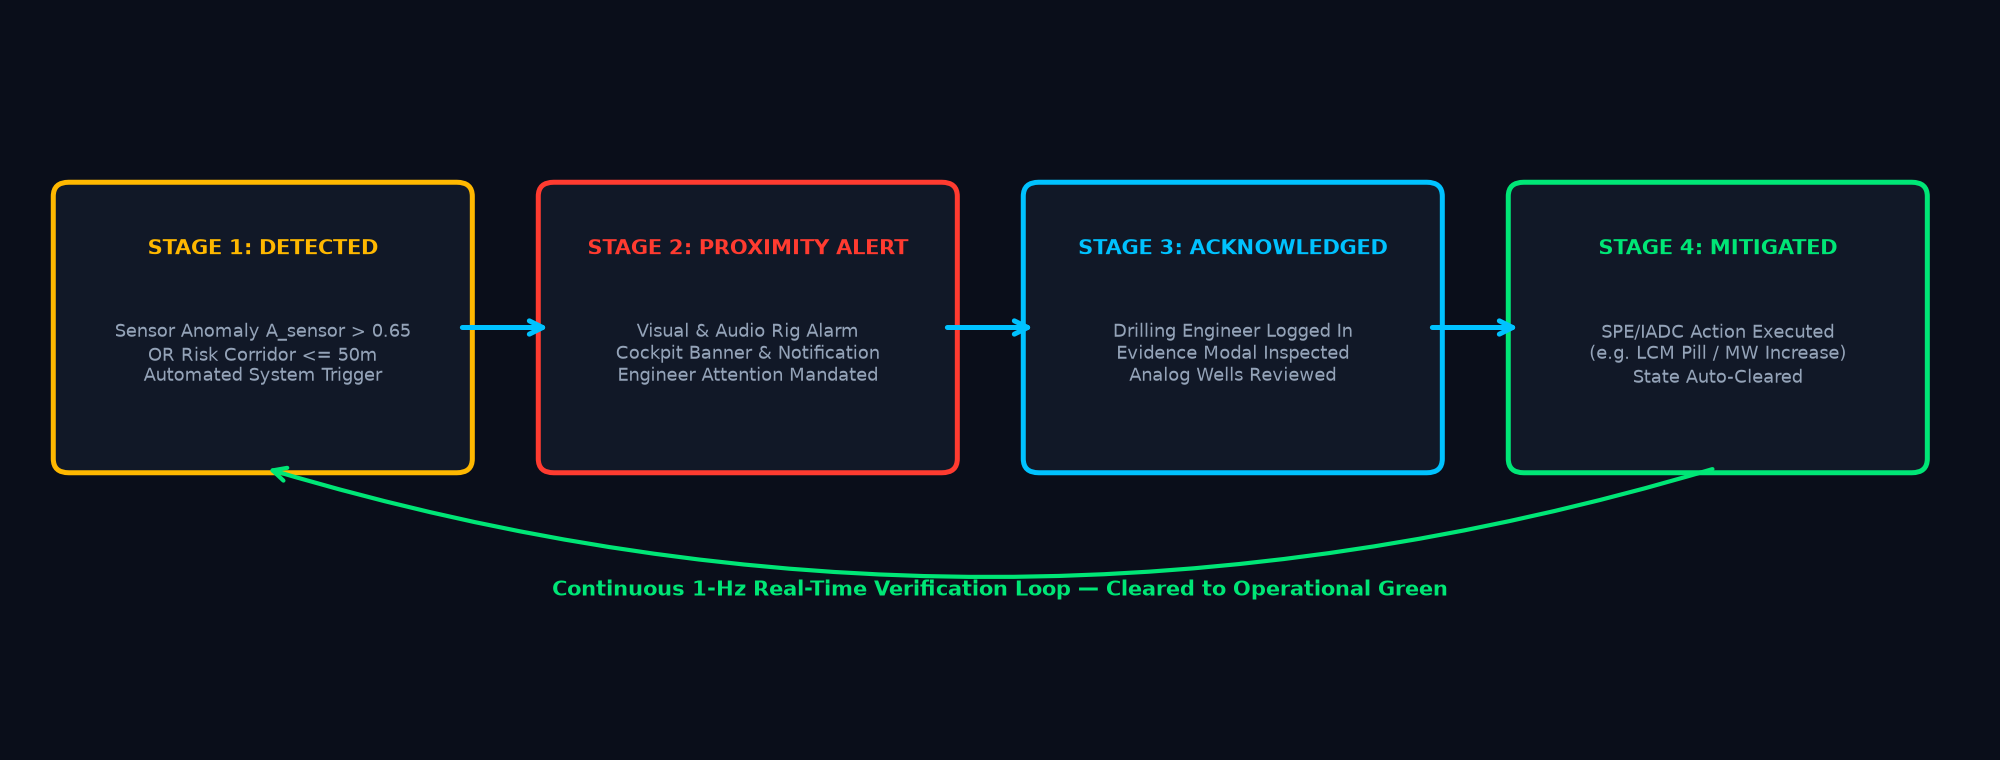 STAGE 1: DETECTED
Sensor Anomaly A_sensor > 0.65
OR Risk Corridor <= 50m
Automated System Trigger
STAGE 2: PROXIMITY ALERT
Visual & Audio Rig Alarm
Cockpit Banner & Notification
Engineer Attention Mandated
STAGE 3: ACKNOWLEDGED
Drilling Engineer Logged In
Evidence Modal Inspected
Analog Wells Reviewed
STAGE 4: MITIGATED
SPE/IADC Action Executed
(e.g. LCM Pill / MW Increase)
State Auto-Cleared
Continuous 1-Hz Real-Time Verification Loop — Cleared to Operational Green